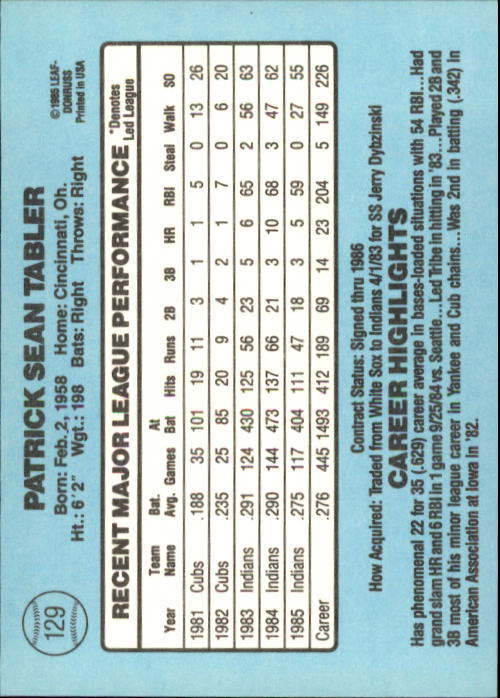 129
PATRICK SEAN TABLER
Born: Feb. 2, 1958 Home: Cincinnati, Oh.
Ht.: 6'2" Wgt.: 198 Bats: Right Throws: Right
© 1985 LEAF-
DONRUSS
Printed in USA
RECENT MAJOR LEAGUE PERFORMANCE
*Denotes
Led League
Year Team Name Bat. Avg. Games At Bat Hits Runs 2B 3B HR RBI Steal Walk SO
1981 Cubs .188 35 101 19 11 3 1 1 5 0 13 26
1982 Cubs .235 25 85 20 9 4 2 1 7 0 6 20
1983 Indians .291 124 430 125 56 23 5 6 65 2 56 63
1984 Indians .290 144 473 137 66 21 3 10 68 3 47 62
1985 Indians .275 117 404 111 47 18 3 5 59 0 27 55
Career .276 445 1493 412 189 69 14 23 204 5 149 226
Contract Status: Signed thru 1986
How Acquired: Traded from White Sox to Indians 4/1/83 for SS Jerry Dybzinski
CAREER HIGHLIGHTS
Has phenomenal 22 for 35 (.629) career average in bases-loaded situations with 54 RBI...Had
grand slam HR and 6 RBI in 1 game 9/25/84 vs. Seattle...Led Tribe in hitting in '83...Played 2B and
3B most of his minor league career in Yankee and Cub chains...Was 2nd in batting (.342) in
American Association at Iowa in '82.